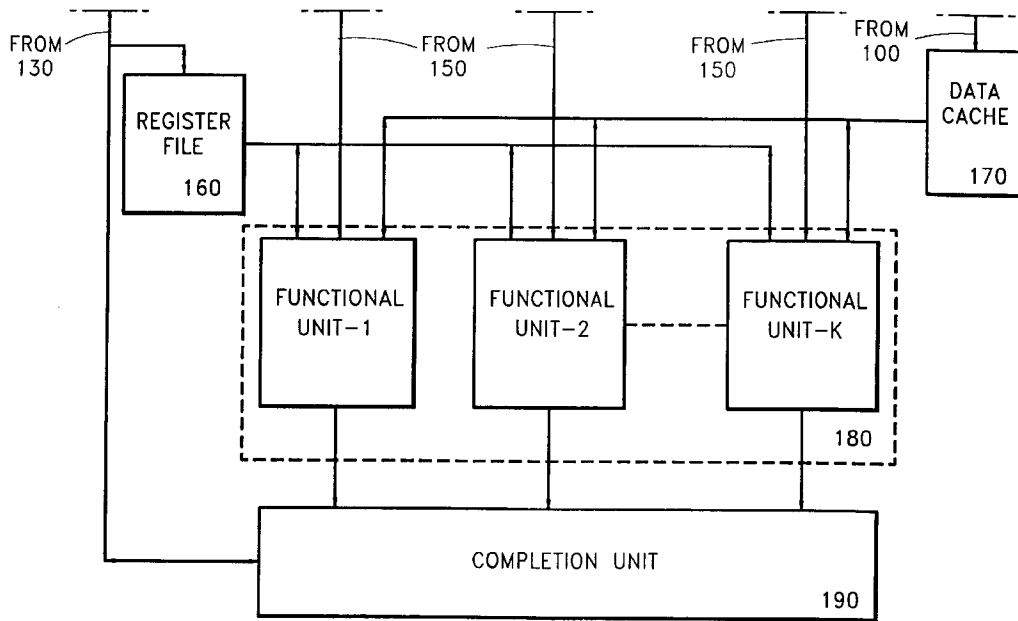 FROM
130
FROM
150
FROM
150
FROM
100
REGISTER
FILE
160
DATA
CACHE
170
FUNCTIONAL
UNIT-1
FUNCTIONAL
UNIT-2
FUNCTIONAL
UNIT-K
180
COMPLETION UNIT
190